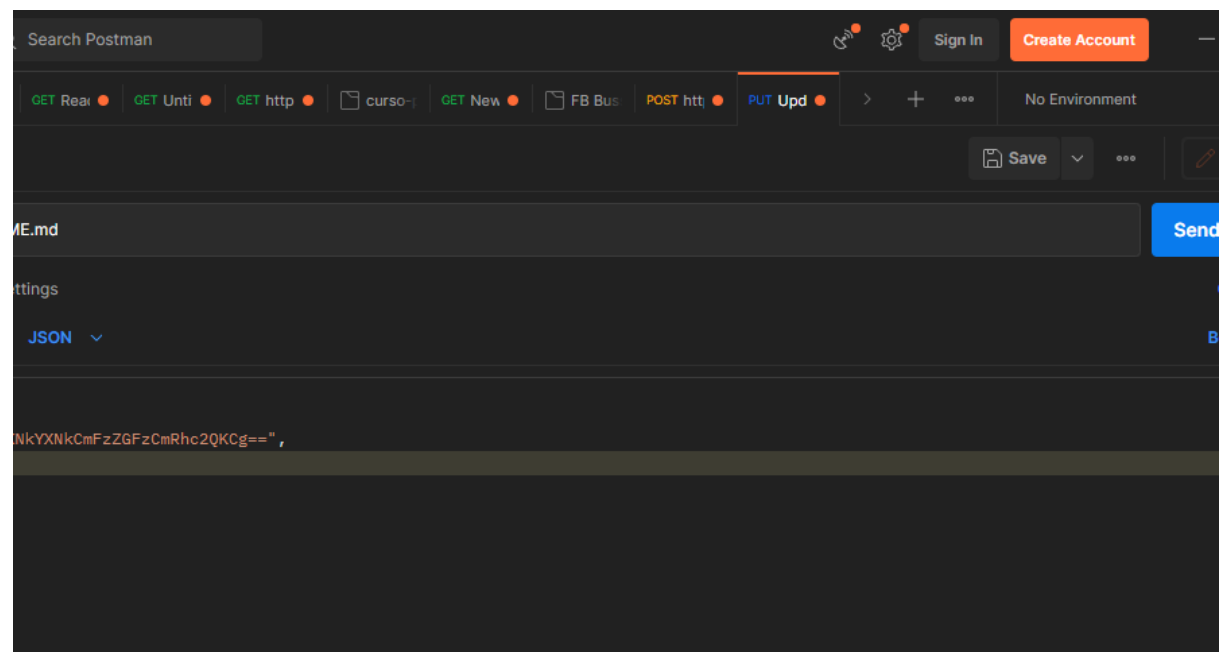 Search Postman
Sign In
Create Account
GET Rea
GET Unti
GET http
curso-
GET New
FB Bus
POST htt
PUT Upd
No Environment
Save
ME.md
Send
ttings
JSON
B
NkYXNkCmFzZGFzCmRhc2QKCg==",